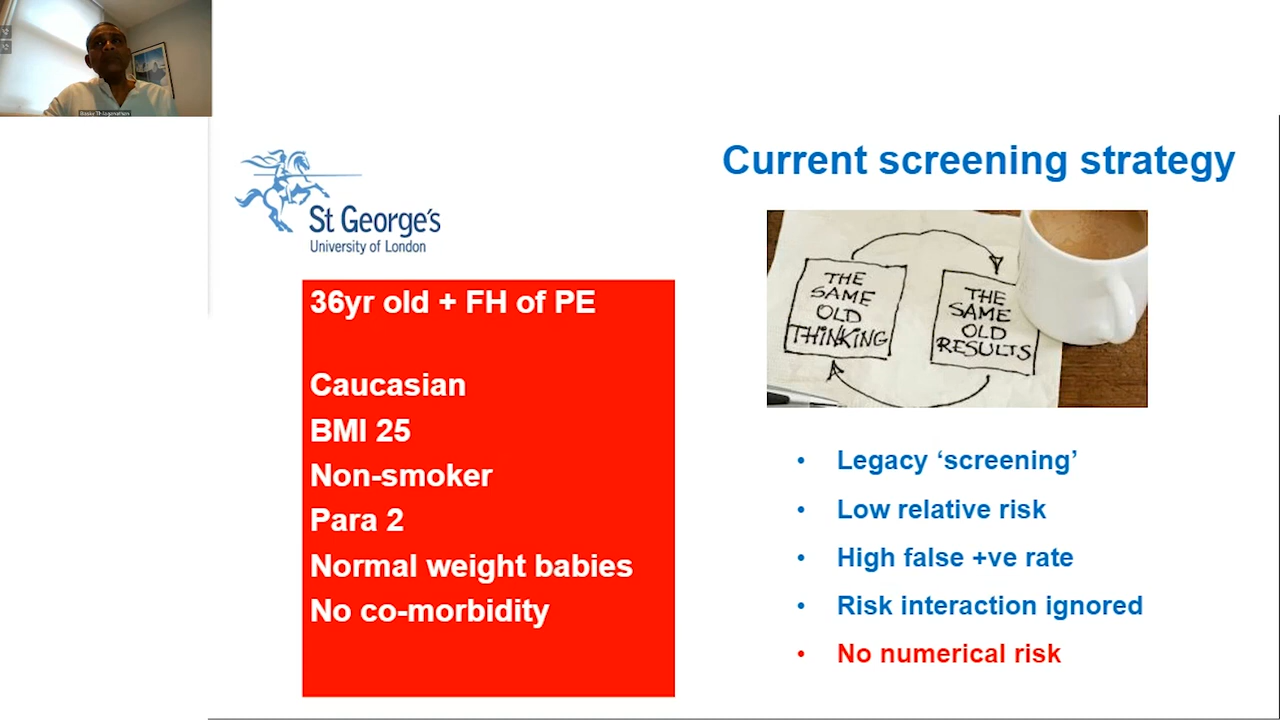 Basky Thilaganathan
Current screening strategy
St George's
University of London
36yr old + FH of PE
Caucasian
BMI 25
Non-smoker
Para 2
Normal weight babies
No co-morbidity
THE
SAME
OLD
THINKING
THE
SAME
OLD
RESULTS
• Legacy ‘screening’
• Low relative risk
• High false +ve rate
• Risk interaction ignored
• No numerical risk